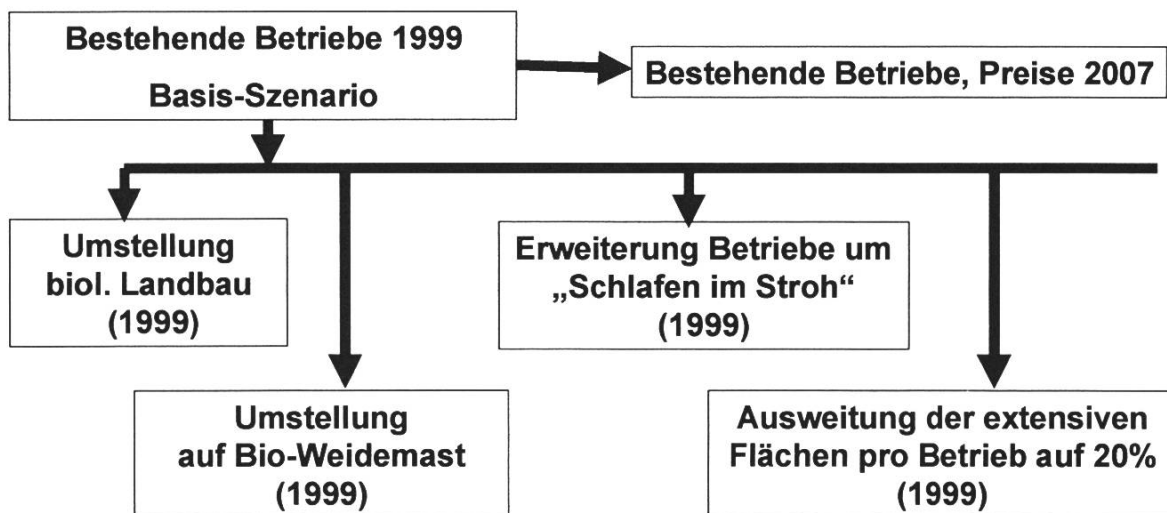 Bestehende Betriebe 1999
Basis-Szenario
Bestehende Betriebe, Preise 2007
Umstellung
biol. Landbau
(1999)
Erweiterung Betriebe um
„Schlafen im Stroh“
(1999)
Umstellung
auf Bio-Weidemast
(1999)
Ausweitung der extensiven
Flächen pro Betrieb auf 20%
(1999)